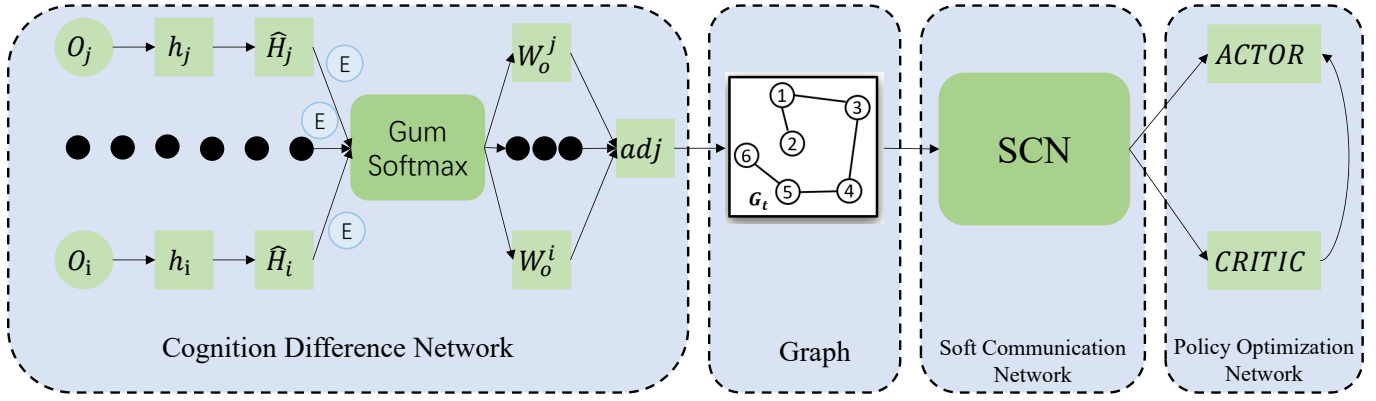 O_j
h_j
Ĥ_j
E
W_o^j
E
Gum
Softmax
adj
E
O_i
h_i
Ĥ_i
W_o^i
Cognition Difference Network
1
3
2
6
5
4
G_t
Graph
SCN
Soft Communication
Network
ACTOR
CRITIC
Policy Optimization
Network